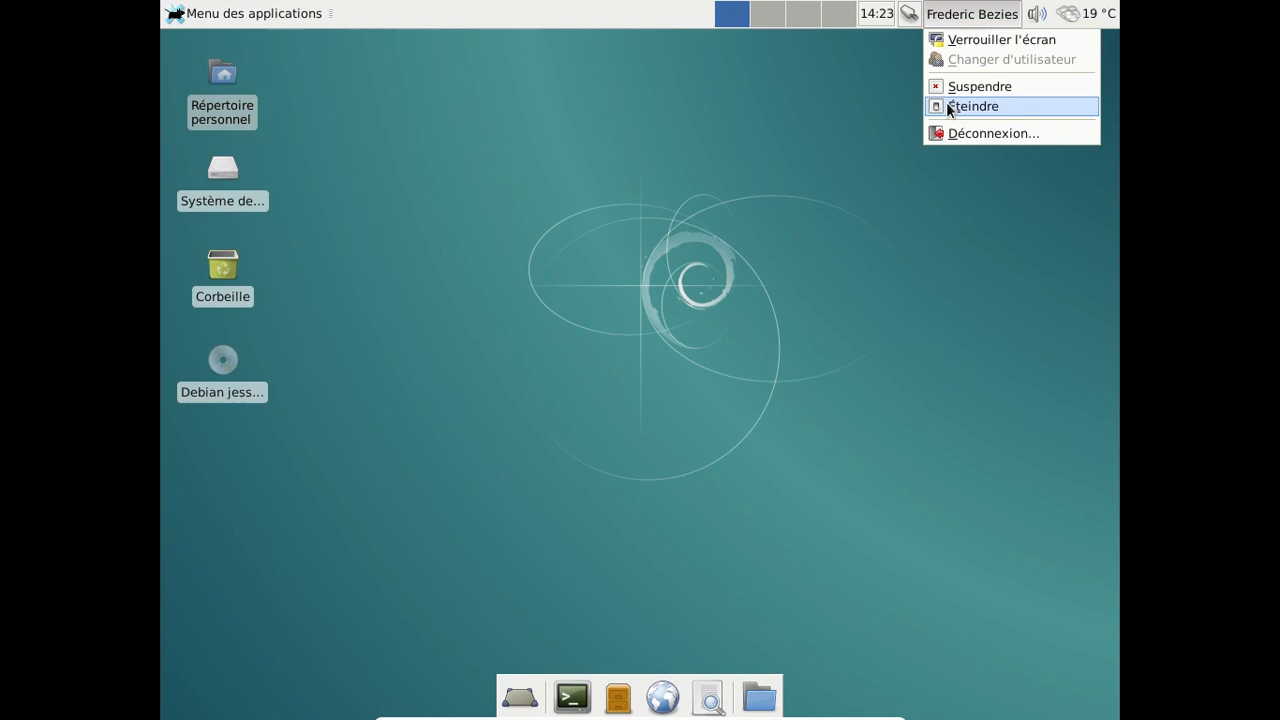 Menu des applications
14:23
Frederic Bezies
19 °C
Verrouiller l'écran
Changer d'utilisateur
Suspendre
Éteindre
Déconnexion...
Répertoire
personnel
Système de...
Corbeille
Debian jess...